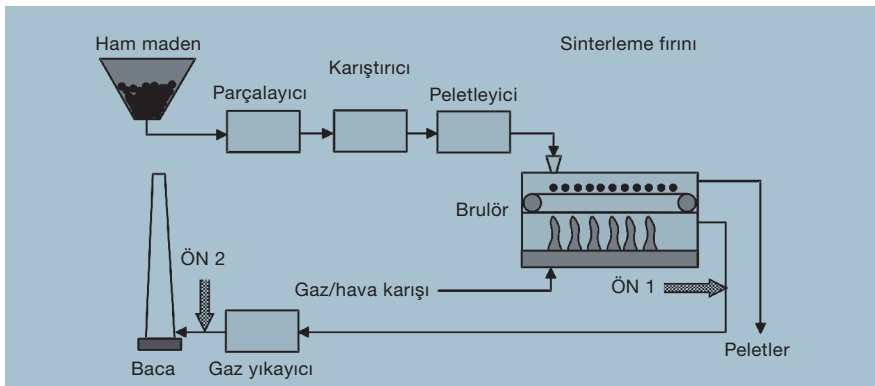 Ham maden
Sinterleme fırını
Karıştırıcı
Parçalayıcı
Peletleyici
Brulör
ÖN 2
Gaz/hava karışı
ÖN 1
Peletler
Baca
Gaz yıkayıcı